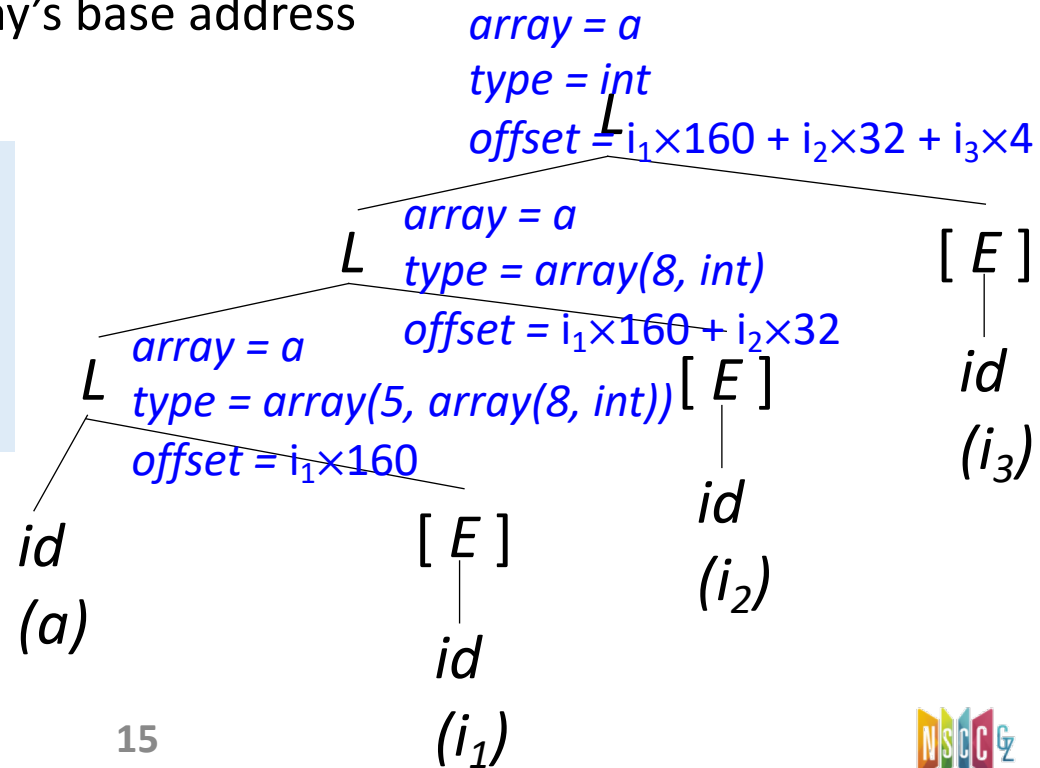 y's base address
array = a
type = int
L
offset = i₁×160 + i₂×32 + i₃×4
array = a
L
[ E ]
type = array(8, int)
offset = i₁×160 + i₂×32
array = a
L
[ E ]
id
type = array(5, array(8, int))
(i₃)
offset = i₁×160
id
[ E ]
id
(i₂)
(a)
id
15
(i₁)
NSCC GZ